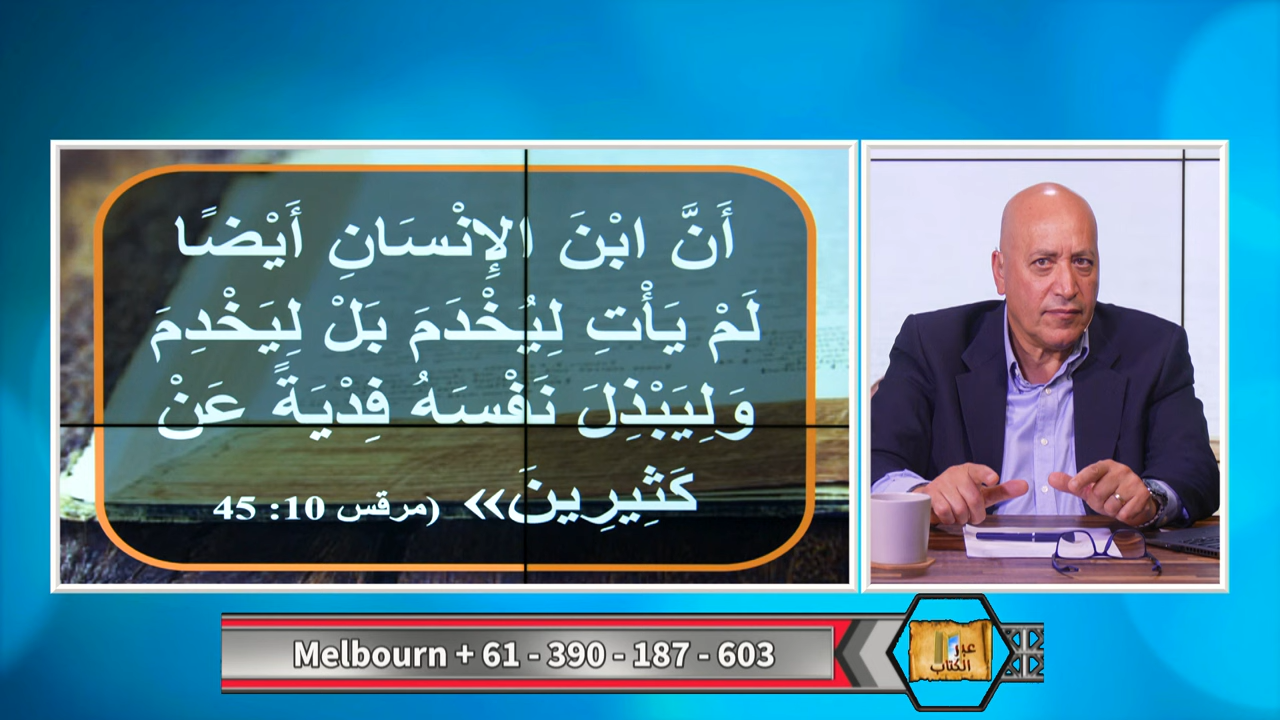 أَنَّ ابْنَ الإِنْسَانِ أَيْضًا
لَمْ يَأْتِ لِيُخْدَمَ بَلْ لِيَخْدِمَ
وَلِيَبْذِلَ نَفْسَهُ فِدْيَةً عَنْ
كَثِيرِينَ» (مرقس 10: 45
Melbourn + 61 - 390 - 187 - 603
عبر
الكتاب